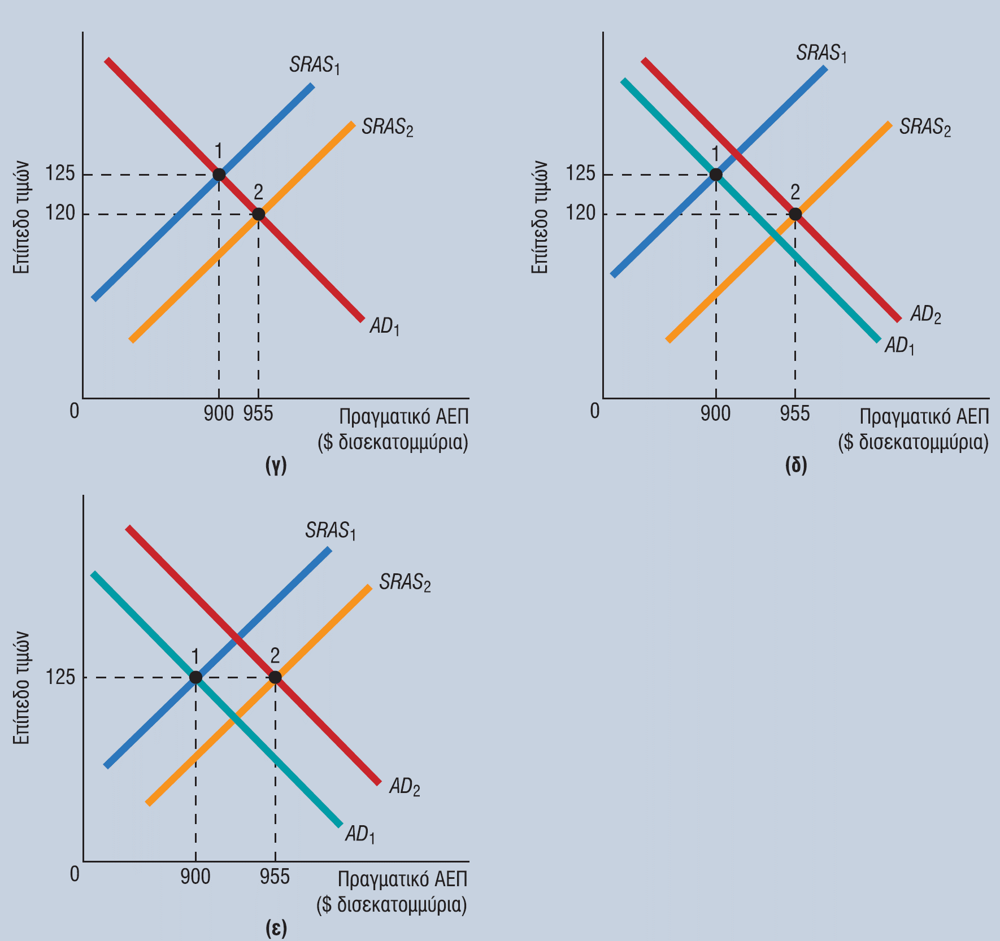 SRAS1
SRAS2
1
2
125
120
Επίπεδο τιμών
AD1
0
900 955
Πραγματικό ΑΕΠ
($ δισεκατομμύρια)
(γ)
SRAS1
SRAS2
1
2
125
120
Επίπεδο τιμών
AD2
AD1
0
900
955
Πραγματικό ΑΕΠ
($ δισεκατομμύρια)
(δ)
SRAS1
SRAS2
1
2
125
Επίπεδο τιμών
AD2
AD1
0
900
955
Πραγματικό ΑΕΠ
($ δισεκατομμύρια)
(ε)